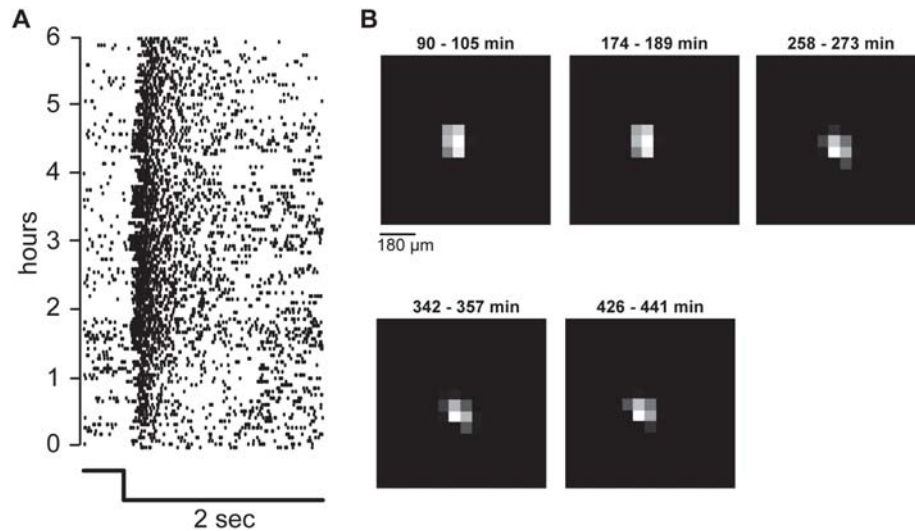 A
hours
6
5
4
3
2
1
0
2 sec
B
90 - 105 min
174 - 189 min
258 - 273 min
180 µm
342 - 357 min
426 - 441 min